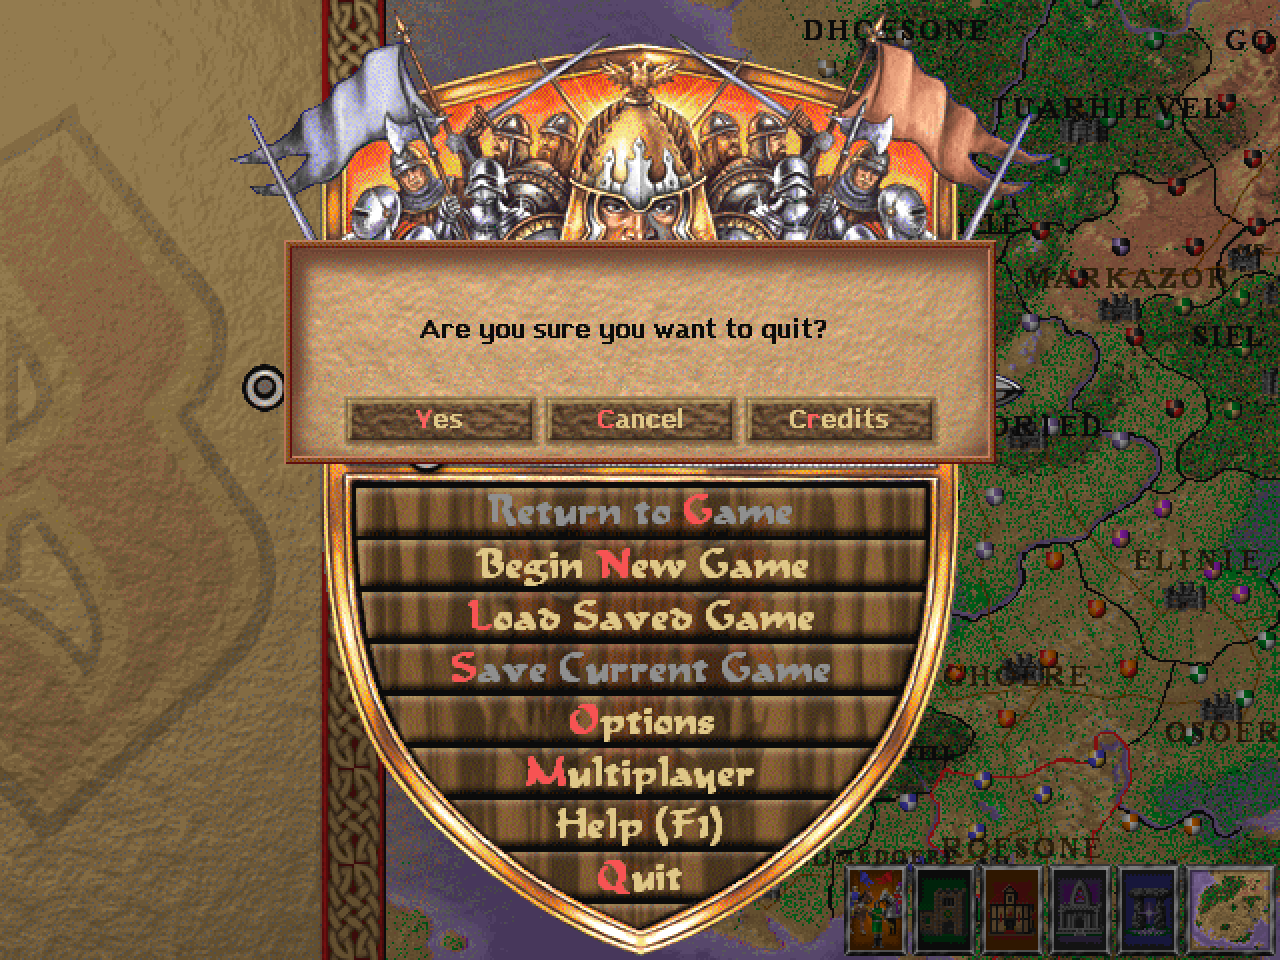 DHOESONE
GO
TUARHIEVEL
MARKAZOR
Are you sure you want to quit?
SIEL
Yes
Cancel
Credits
Return to Game
Begin New Game
ELINIE
Load Saved Game
Save Current Game
Options
OSOER
Multiplayer
Help (F1)
ROESONE
Quit